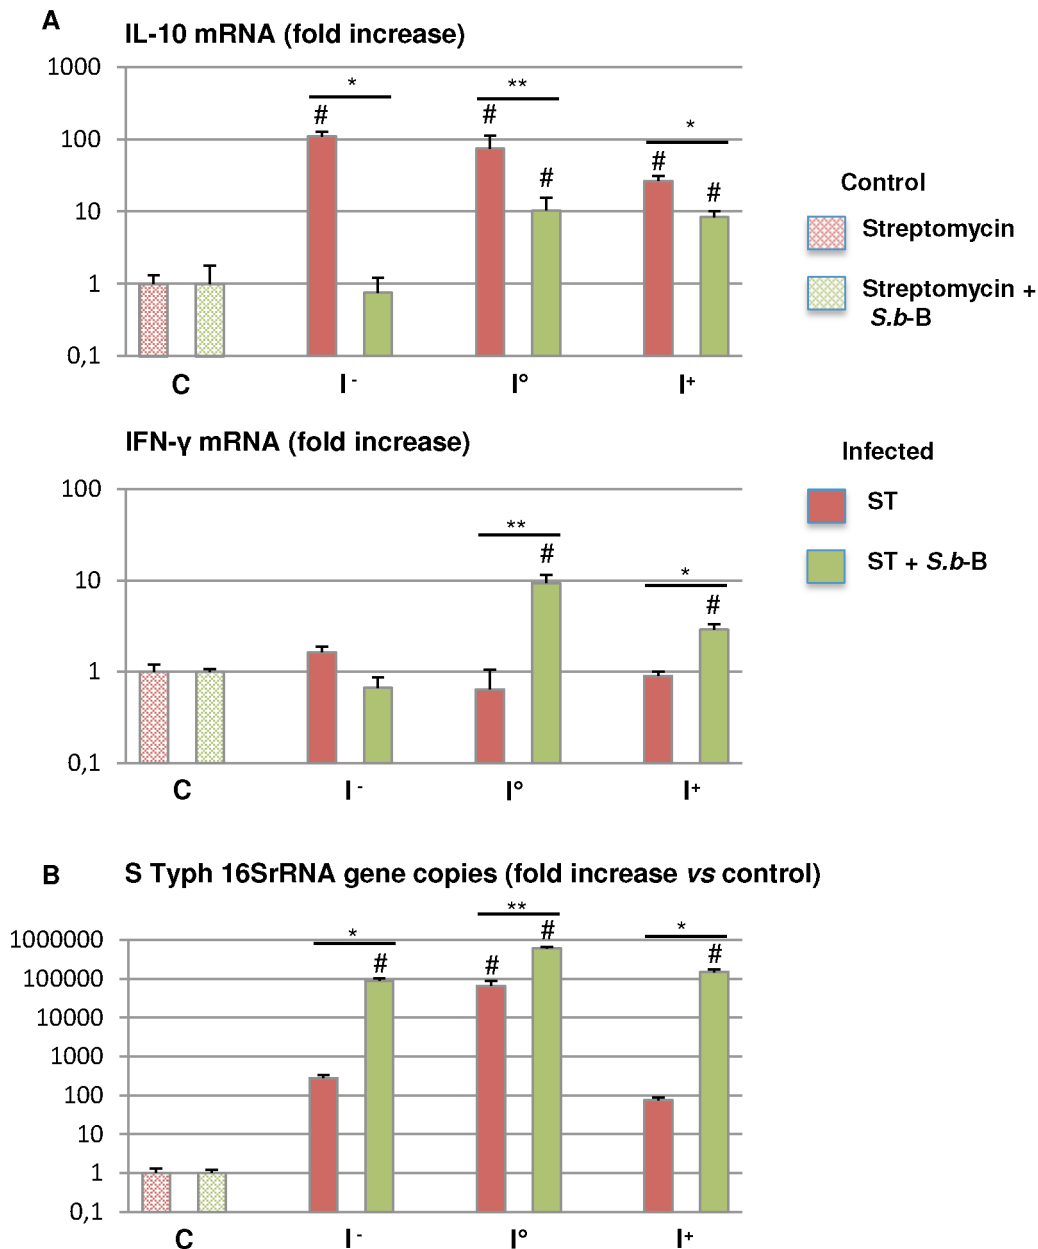 A
IL-10 mRNA (fold increase)
1000
100
10
1
0,1
*
**
*
#
#
#
#
#
C
I -
I°
I+
Control
Streptomycin
Streptomycin +
S.b-B
IFN-γ mRNA (fold increase)
100
10
1
0,1
**
*
#
#
C
I -
I°
I+
Infected
ST
ST + S.b-B
B
S Typh 16SrRNA gene copies (fold increase vs control)
1000000
100000
10000
1000
100
10
1
0,1
*
**
*
#
#
#
#
C
I -
I°
I+